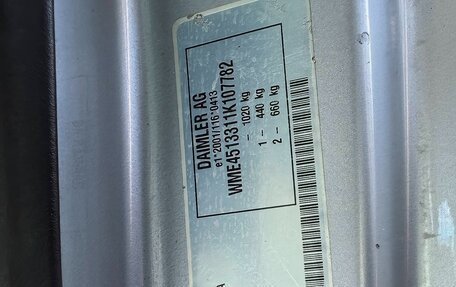 DAIMLER AG
e1*2001/116*0413
WME4513311K107782
- 1020 kg
1 - 440 kg
2 - 660 kg